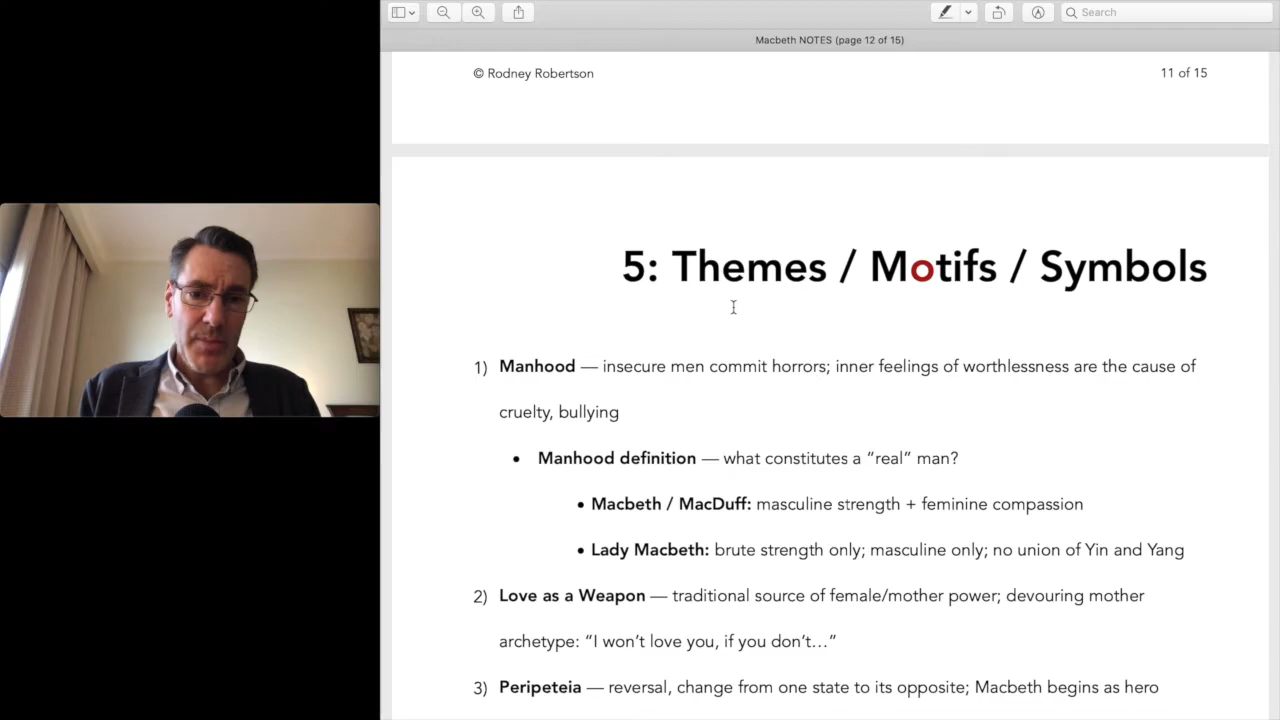 Search
Macbeth NOTES (page 12 of 15)
© Rodney Robertson 11 of 15
5: Themes / Motifs / Symbols
1) Manhood — insecure men commit horrors; inner feelings of worthlessness are the cause of
cruelty, bullying
• Manhood definition — what constitutes a “real” man?
• Macbeth / MacDuff: masculine strength + feminine compassion
• Lady Macbeth: brute strength only; masculine only; no union of Yin and Yang
2) Love as a Weapon — traditional source of female/mother power; devouring mother
archetype: “I won’t love you, if you don’t…”
3) Peripeteia — reversal, change from one state to its opposite; Macbeth begins as hero